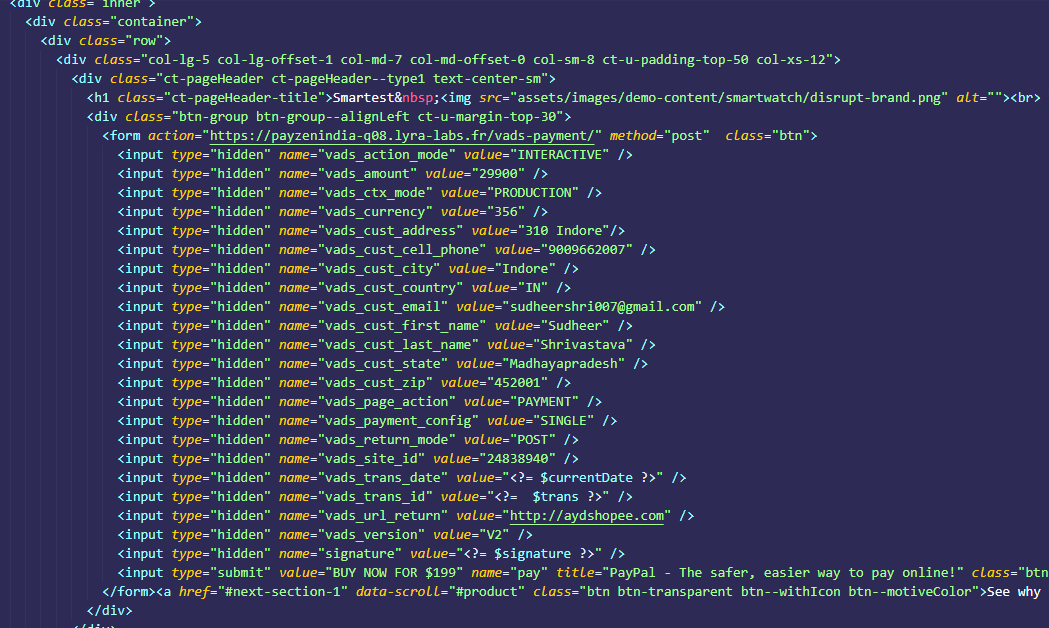 <div class="inner">
<div class="container">
<div class="row">
<div class="col-lg-5 col-lg-offset-1 col-md-7 col-md-offset-0 col-sm-8 ct-u-padding-top-50 col-xs-12">
<div class="ct-pageHeader ct-pageHeader--type1 text-center-sm">
<h1 class="ct-pageHeader-title">Smartest&nbsp;<img src="assets/images/demo-content/smartwatch/disrupt-brand.png" alt=""><br>
<div class="btn-group btn-group--alignLeft ct-u-margin-top-30">
<form action="https://payzenindia-q08.lyra-labs.fr/vads-payment/" method="post"  class="btn">
<input type="hidden" name="vads_action_mode" value="INTERACTIVE" />
<input type="hidden" name="vads_amount" value="29900" />
<input type="hidden" name="vads_ctx_mode" value="PRODUCTION" />
<input type="hidden" name="vads_currency" value="356" />
<input type="hidden" name="vads_cust_address" value="310 Indore"/>
<input type="hidden" name="vads_cust_cell_phone" value="9009662007" />
<input type="hidden" name="vads_cust_city" value="Indore" />
<input type="hidden" name="vads_cust_country" value="IN" />
<input type="hidden" name="vads_cust_email" value="sudheershri007@gmail.com" />
<input type="hidden" name="vads_cust_first_name" value="Sudheer" />
<input type="hidden" name="vads_cust_last_name" value="Shrivastava" />
<input type="hidden" name="vads_cust_state" value="Madhayapradesh" />
<input type="hidden" name="vads_cust_zip" value="452001" />
<input type="hidden" name="vads_page_action" value="PAYMENT" />
<input type="hidden" name="vads_payment_config" value="SINGLE" />
<input type="hidden" name="vads_return_mode" value="POST" />
<input type="hidden" name="vads_site_id" value="24838940" />
<input type="hidden" name="vads_trans_date" value="<?= $currentDate ?>" />
<input type="hidden" name="vads_trans_id" value="<?=  $trans ?>" />
<input type="hidden" name="vads_url_return" value="http://aydshopee.com" />
<input type="hidden" name="vads_version" value="V2" />
<input type="hidden" name="signature" value="<?= $signature ?>" />
<input type="submit" value="BUY NOW FOR $199" name="pay" title="PayPal - The safer, easier way to pay online!" class="btn
</form><a href="#next-section-1" data-scroll="#product" class="btn btn-transparent btn--withIcon btn--motiveColor">See why
</div>
</div>